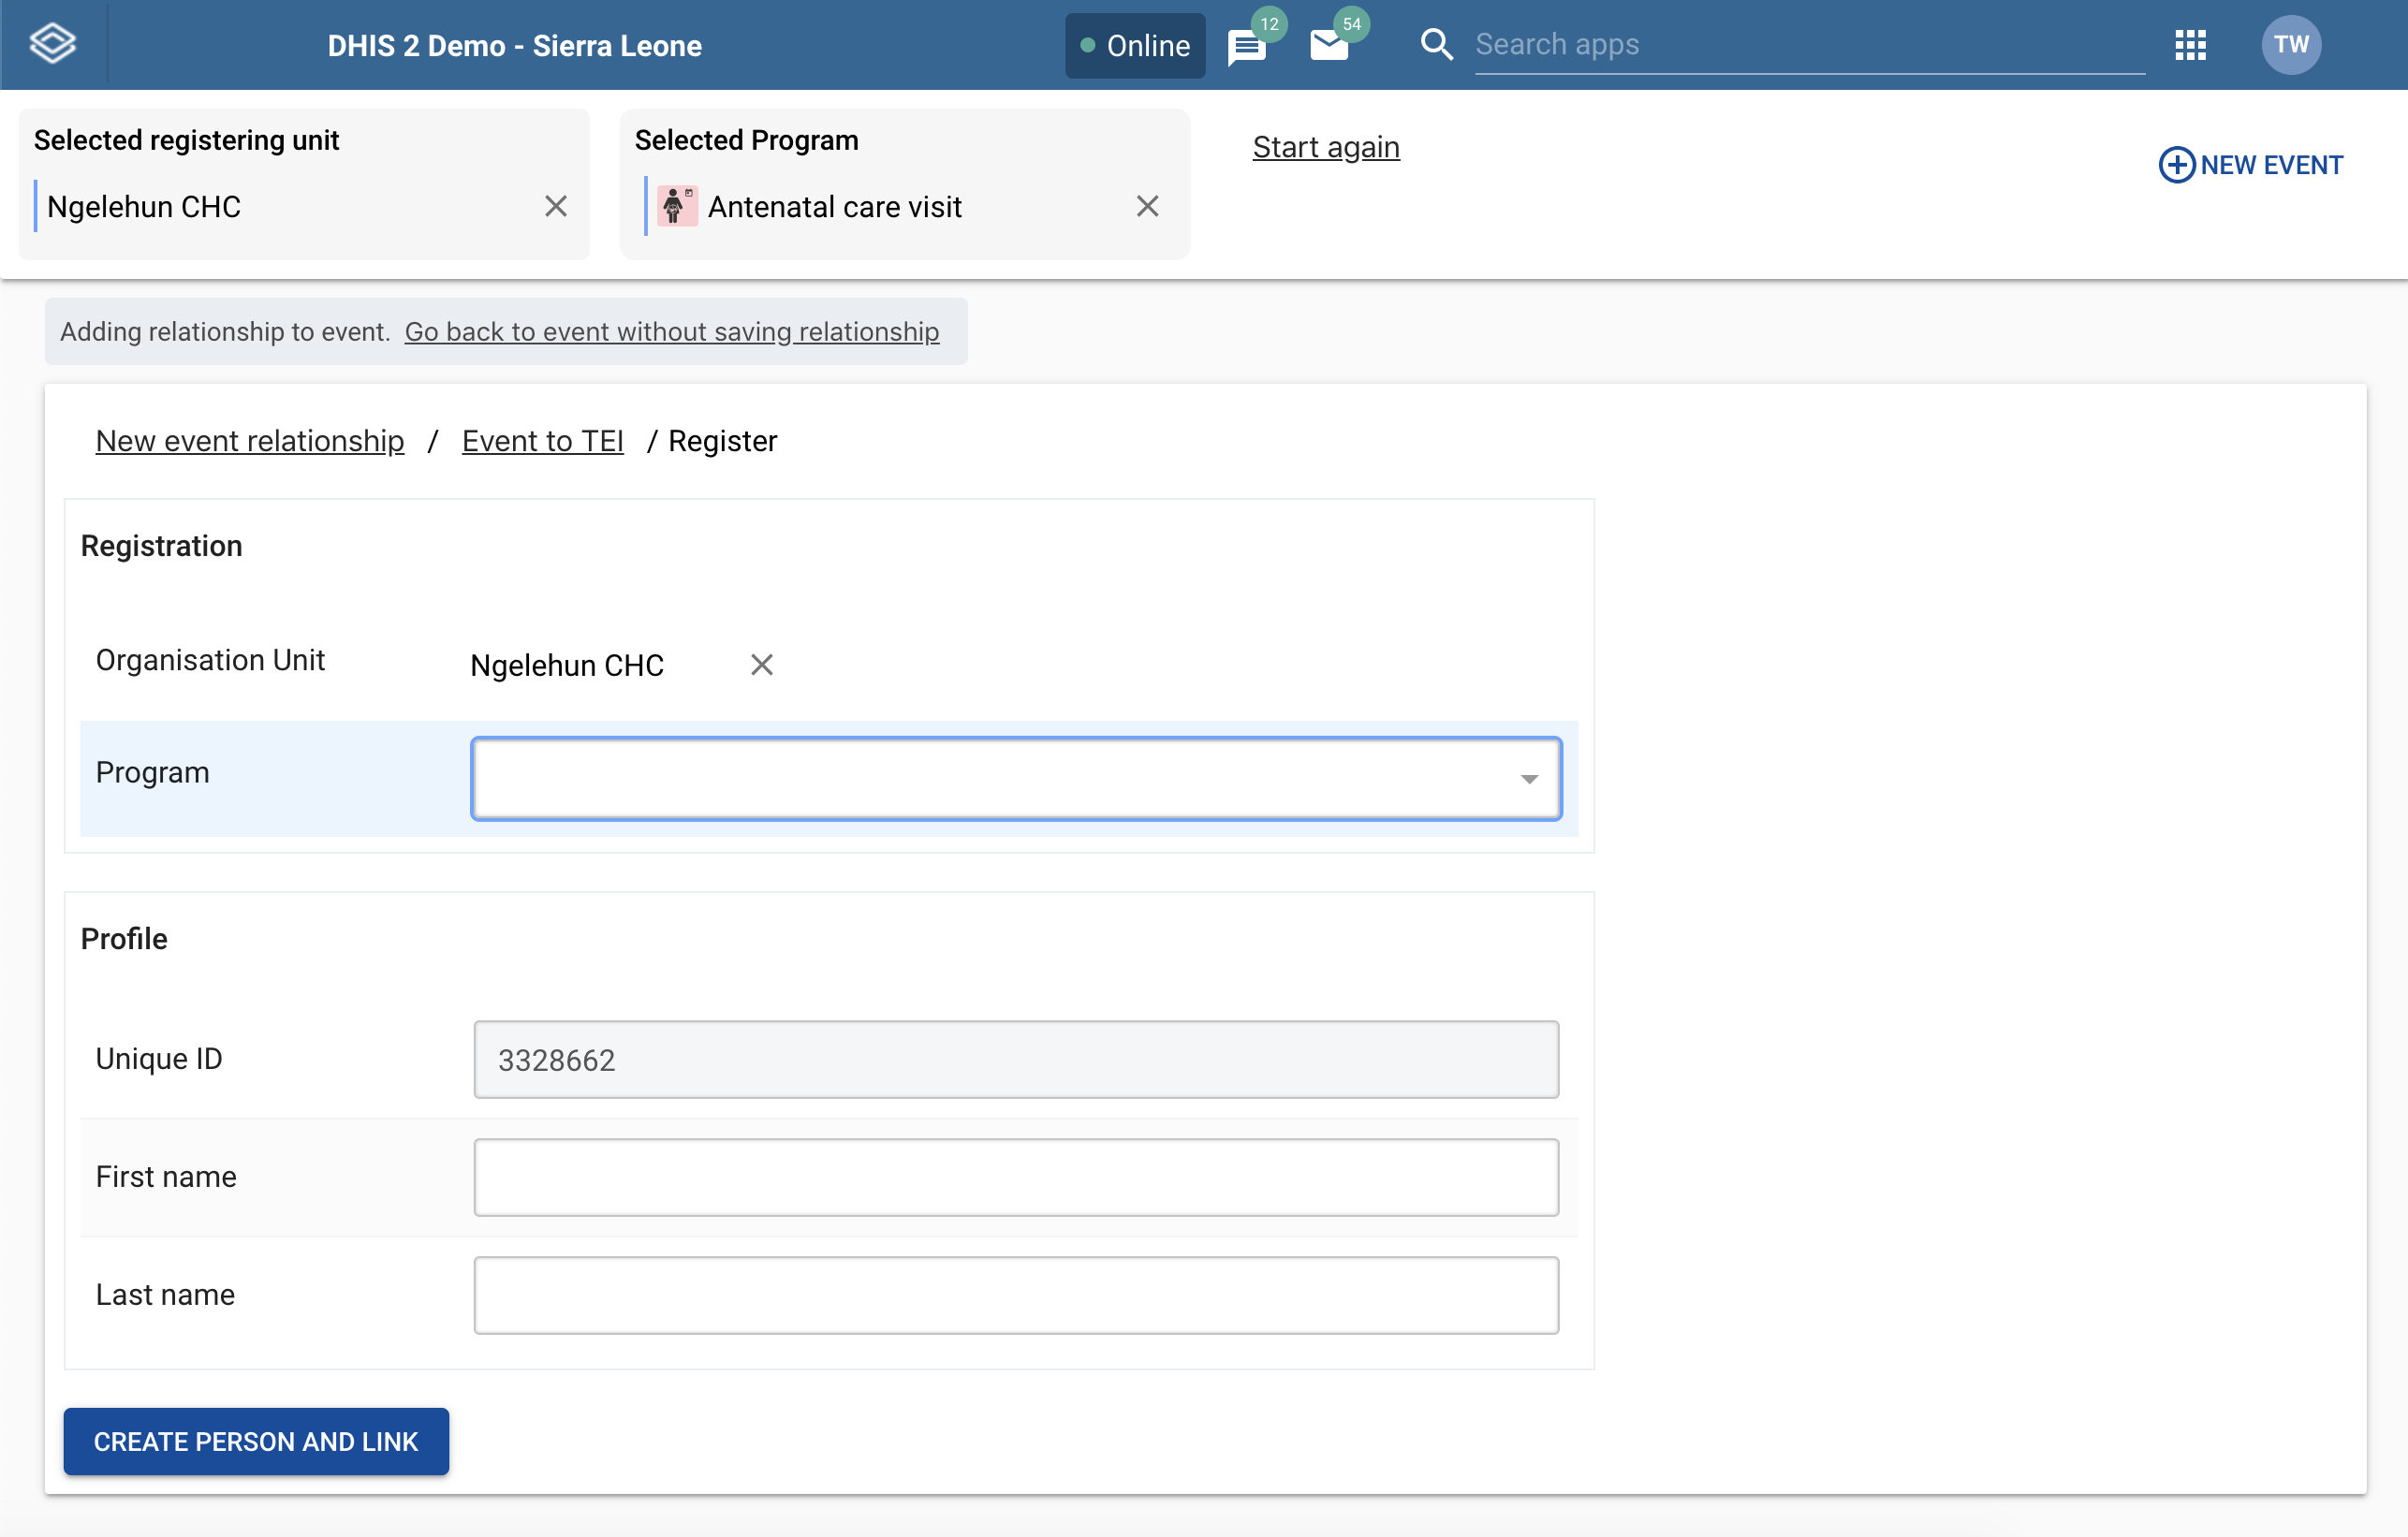 DHIS 2 Demo - Sierra Leone
Online
12
54
Search apps
TW
Selected registering unit
Ngelehun CHC
Selected Program
Antenatal care visit
Start again
NEW EVENT
Adding relationship to event. Go back to event without saving relationship
New event relationship / Event to TEI / Register
Registration
Organisation Unit
Ngelehun CHC
Program
Profile
Unique ID
3328662
First name
Last name
CREATE PERSON AND LINK